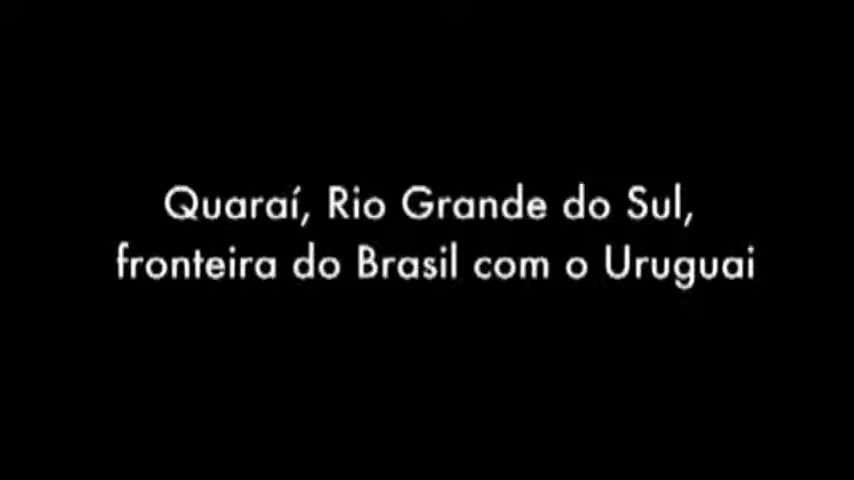 Quaraí, Rio Grande do Sul,
fronteira do Brasil com o Uruguai